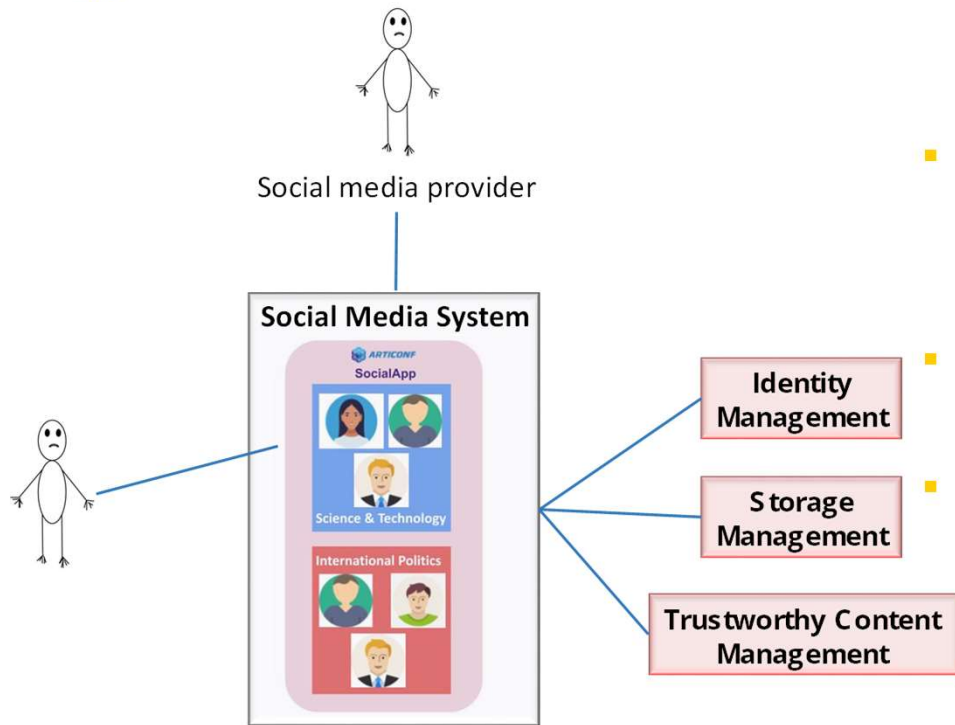 Social media provider
Social Media System
ARTICONF
SocialApp
Science & Technology
International Politics
Identity
Management
Storage
Management
Trustworthy Content
Management